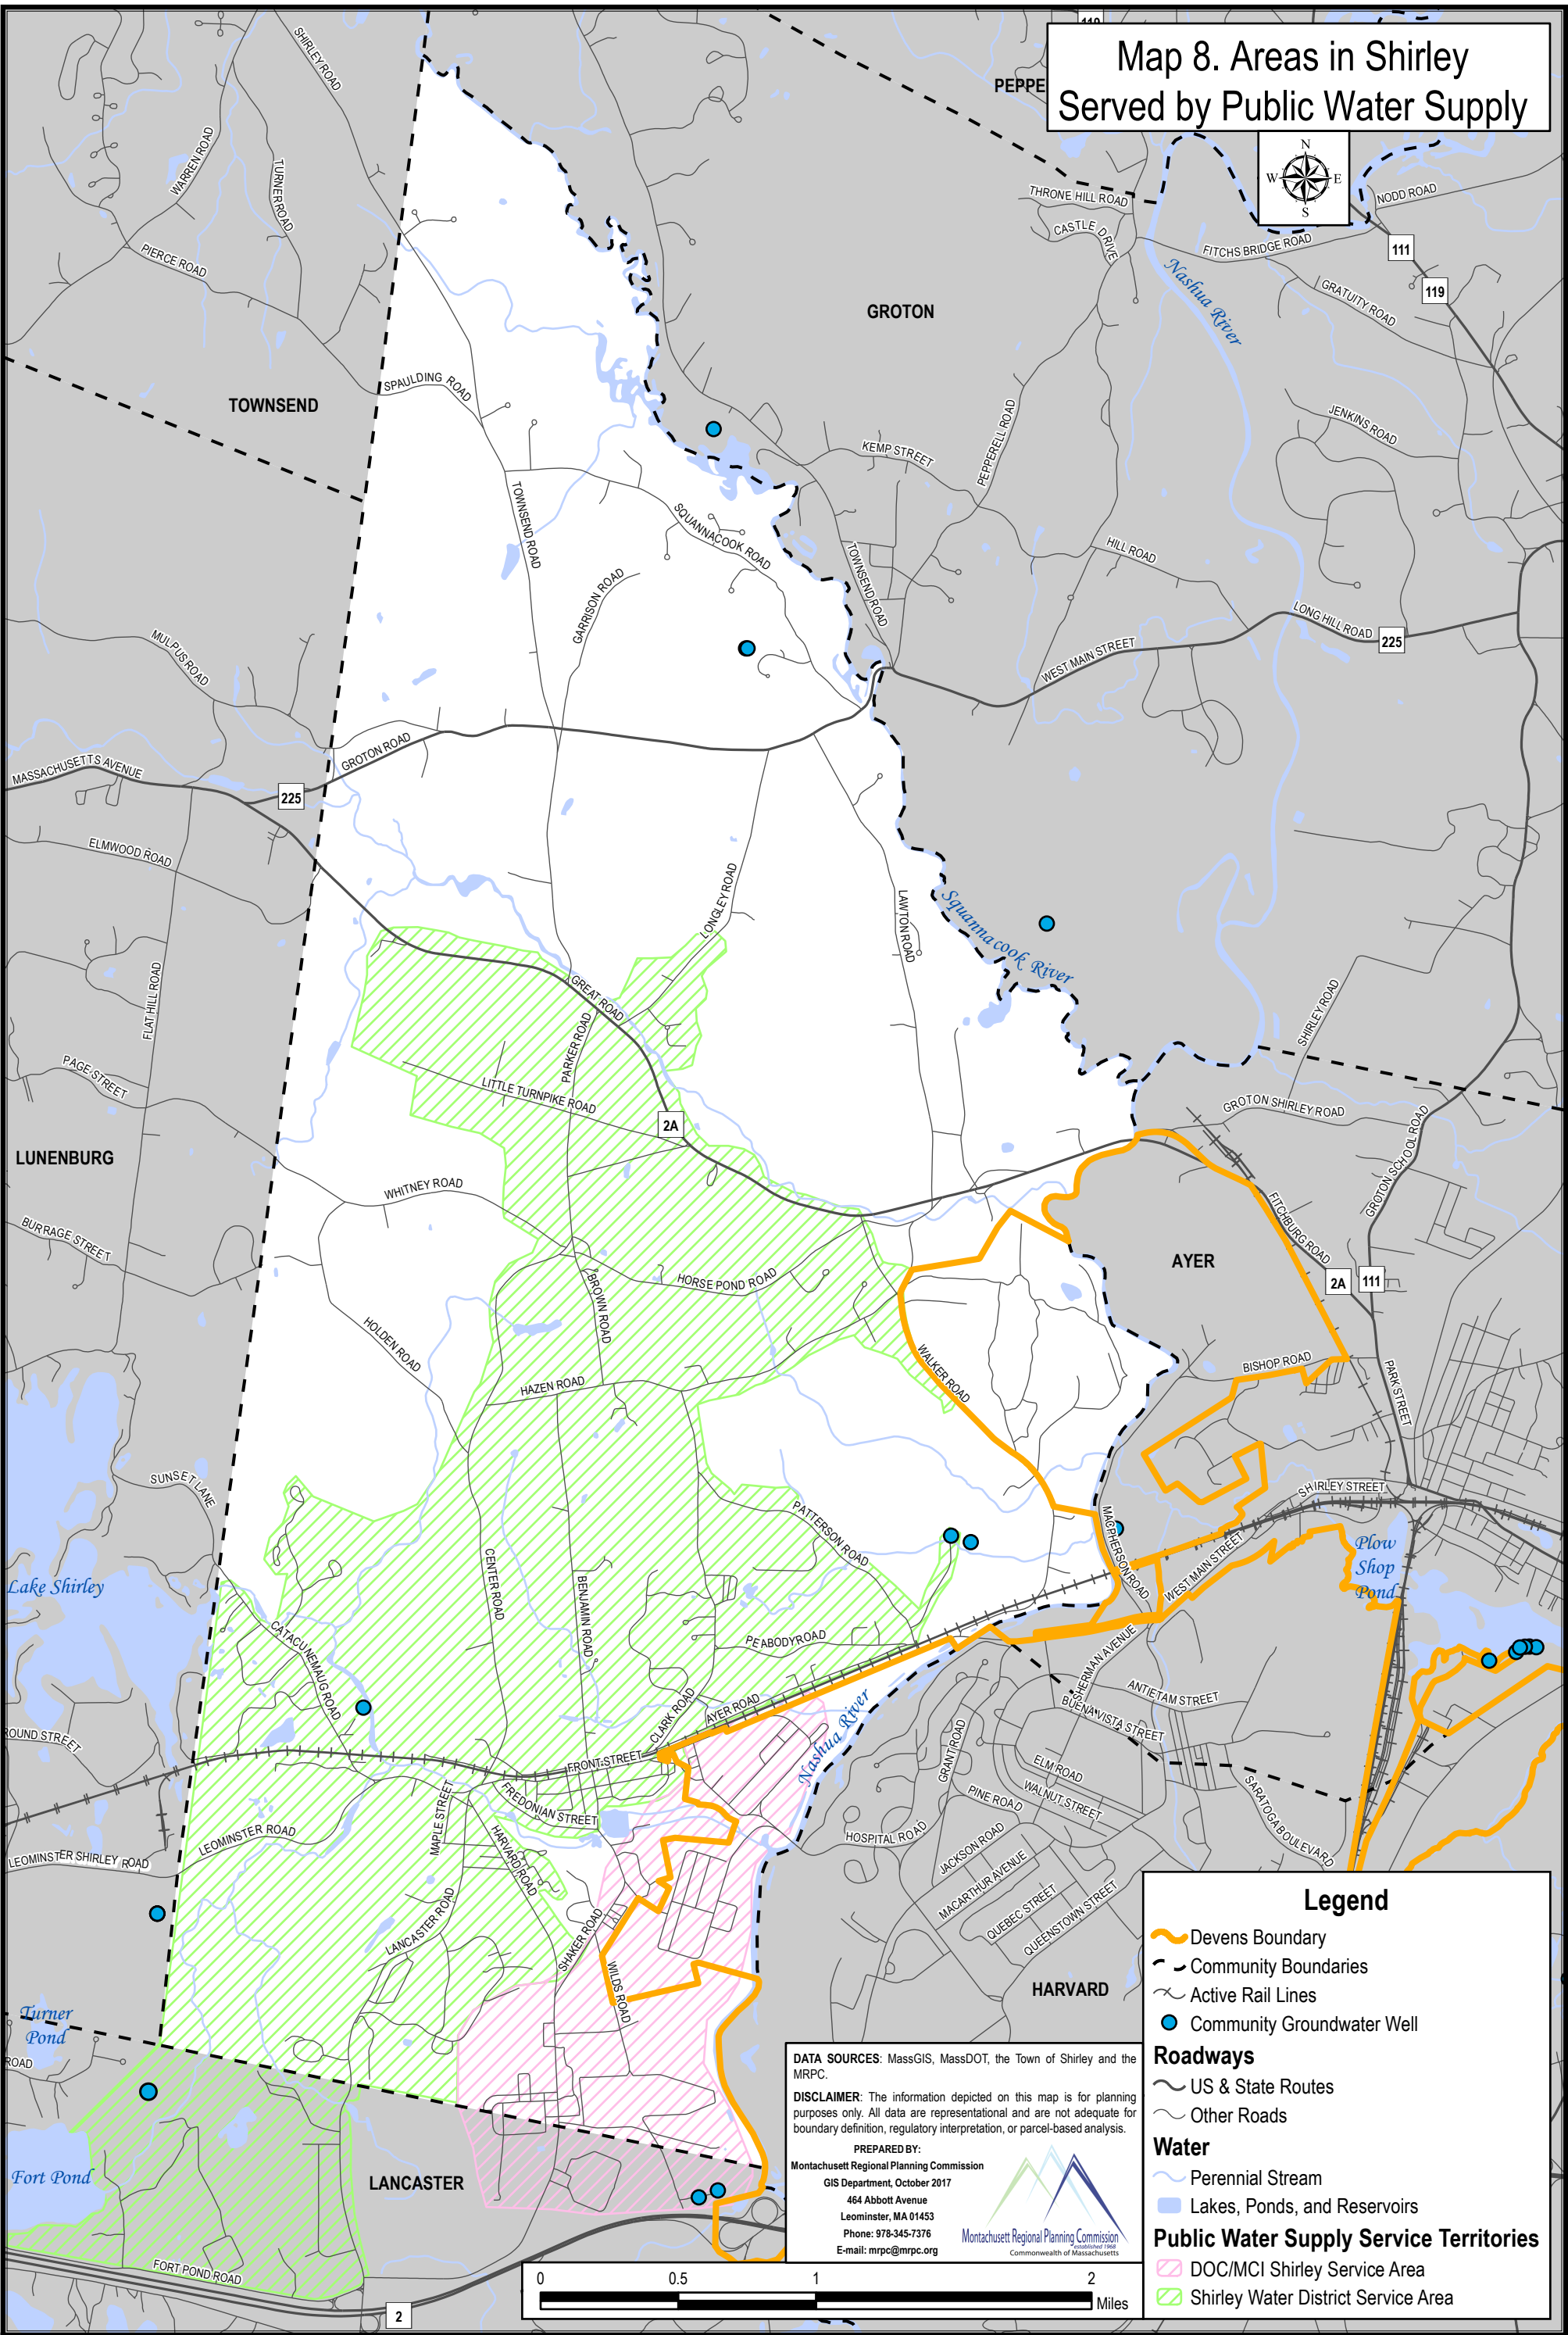 Map 8. Areas in Shirley
Served by Public Water Supply
N
W
E
S
PEPPE
119
SHIRLEY ROAD
WARREN ROAD
TURNER ROAD
PIERCE ROAD
THRONE HILL ROAD
CASTLE DRIVE
NODD ROAD
FITCHS BRIDGE ROAD
111
119
GRATUITY ROAD
Nashua River
GROTON
TOWNSEND
SPAULDING ROAD
JENKINS ROAD
KEMP STREET
PEPPERELL ROAD
TOWNSEND ROAD
SQUANNACOOK ROAD
TOWNSEND ROAD
HILL ROAD
GARRISON ROAD
LONG HILL ROAD
225
WEST MAIN STREET
MULPUS ROAD
GROTON ROAD
MASSACHUSETTS AVENUE
225
ELMWOOD ROAD
LONGLEY ROAD
LAWTON ROAD
Squannacook River
FLAT HILL ROAD
GREAT ROAD
PARKER ROAD
SHIRLEY ROAD
PAGE STREET
LITTLE TURNPIKE ROAD
2A
GROTON SHIRLEY ROAD
GROTON SCHOOL ROAD
LUNENBURG
WHITNEY ROAD
BURRAGE STREET
FITCHBURG ROAD
AYER
2A
111
HORSE POND ROAD
BROWN ROAD
HOLDEN ROAD
WALKER ROAD
BISHOP ROAD
PARK STREET
HAZEN ROAD
SUNSET LANE
SHIRLEY STREET
PATTERSON ROAD
MACPHERSON ROAD
WEST MAIN STREET
Plow
Shop
Pond
Lake Shirley
CENTER ROAD
BENJAMIN ROAD
CATACUNEMAUG ROAD
PEABODY ROAD
SHERMAN AVENUE
ANTIETAM STREET
BUENA VISTA STREET
CLARK ROAD
AYER ROAD
Nashua River
GRANT ROAD
ROUND STREET
FRONT STREET
ELM ROAD
WALNUT STREET
PINE ROAD
SARATOGA BOULEVARD
FREDONIAN STREET
MAPLE STREET
HARVARD ROAD
LEOMINSTER ROAD
LEOMINSTER SHIRLEY ROAD
HOSPITAL ROAD
JACKSON ROAD
MACARTHUR AVENUE
QUEBEC STREET
QUEENSTOWN STREET
LANCASTER ROAD
SHAKER ROAD
WILDS ROAD
HARVARD
Turner
Pond
ROAD
Fort Pond
LANCASTER
FORT POND ROAD
2
DATA SOURCES: MassGIS, MassDOT, the Town of Shirley and the
MRPC.
DISCLAIMER: The information depicted on this map is for planning
purposes only. All data are representational and are not adequate for
boundary definition, regulatory interpretation, or parcel-based analysis.
PREPARED BY:
Montachusett Regional Planning Commission
GIS Department, October 2017
464 Abbott Avenue
Leominster, MA 01453
Phone: 978-345-7376
E-mail: mrpc@mrpc.org
Montachusett Regional Planning Commission
established 1968
Commonwealth of Massachusetts
0 0.5 1 2
Miles
Legend
Devens Boundary
Community Boundaries
Active Rail Lines
Community Groundwater Well
Roadways
US & State Routes
Other Roads
Water
Perennial Stream
Lakes, Ponds, and Reservoirs
Public Water Supply Service Territories
DOC/MCI Shirley Service Area
Shirley Water District Service Area